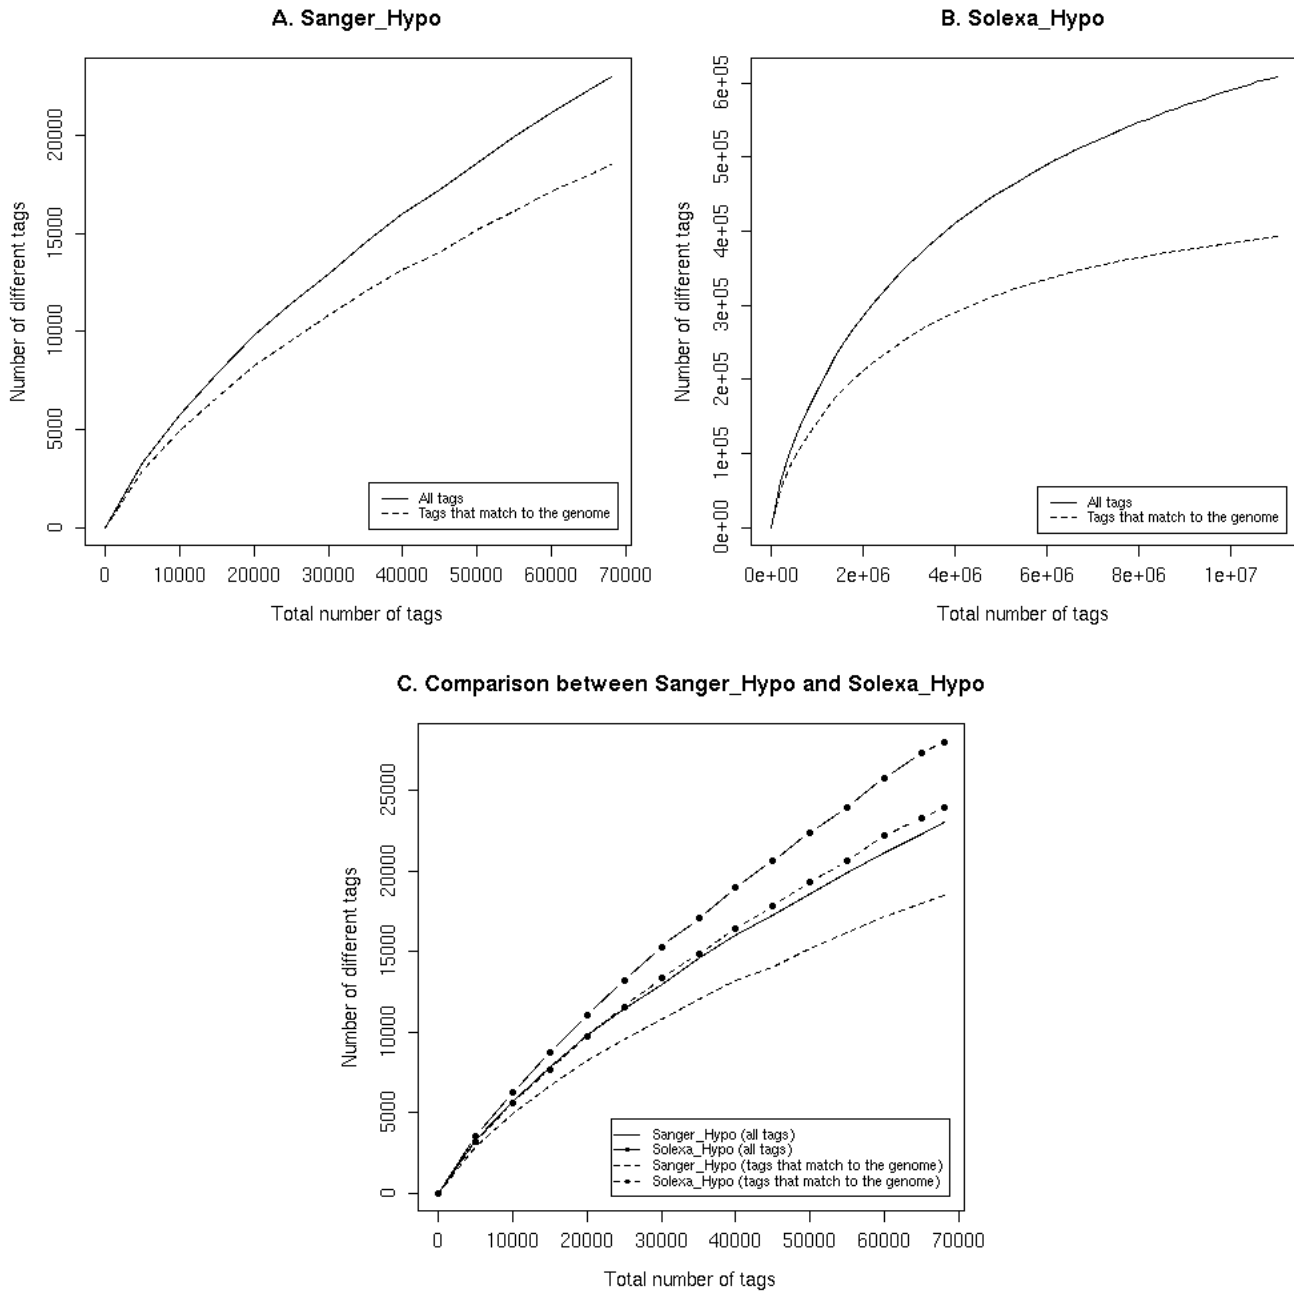 A. Sanger_Hypo
Number of different tags
20000
15000
10000
5000
0
All tags
Tags that match to the genome
0 10000 20000 30000 40000 50000 60000 70000
Total number of tags
B. Solexa_Hypo
Number of different tags
6e+05
5e+05
4e+05
3e+05
2e+05
1e+05
0e+00
All tags
Tags that match to the genome
0e+00 2e+06 4e+06 6e+06 8e+06 1e+07
Total number of tags
C. Comparison between Sanger_Hypo and Solexa_Hypo
Number of different tags
25000
20000
15000
10000
5000
0
Sanger_Hypo (all tags)
Solexa_Hypo (all tags)
Sanger_Hypo (tags that match to the genome)
Solexa_Hypo (tags that match to the genome)
0 10000 20000 30000 40000 50000 60000 70000
Total number of tags